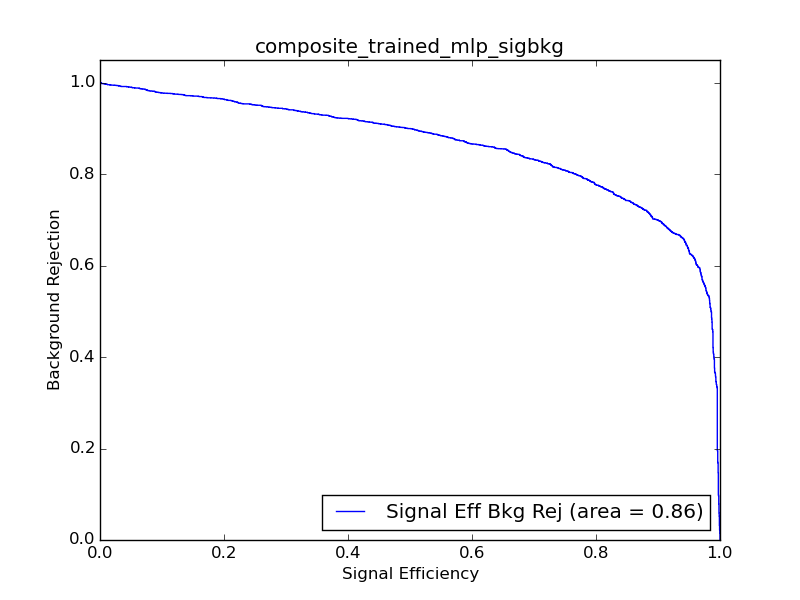 composite_trained_mlp_sigbkg
1.0
0.8
0.6
0.4
0.2
0.0
Background Rejection
Signal Eff Bkg Rej (area = 0.86)
0.0 0.2 0.4 0.6 0.8 1.0
Signal Efficiency